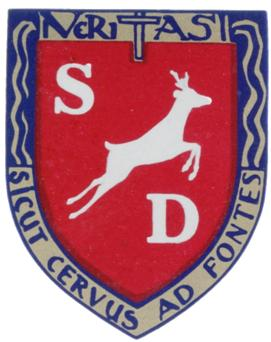 VERITAS
S
D
SICUT CERVUS AD FONTES